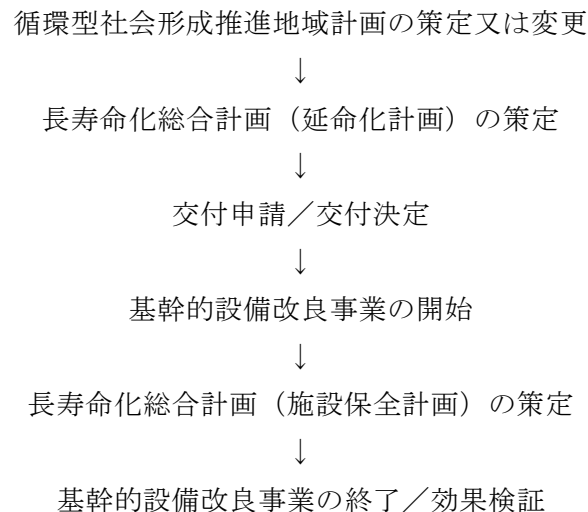 循環型社会形成推進地域計画の策定又は変更
↓
長寿命化総合計画（延命化計画）の策定
↓
交付申請／交付決定
↓
基幹的設備改良事業の開始
↓
長寿命化総合計画（施設保全計画）の策定
↓
基幹的設備改良事業の終了／効果検証